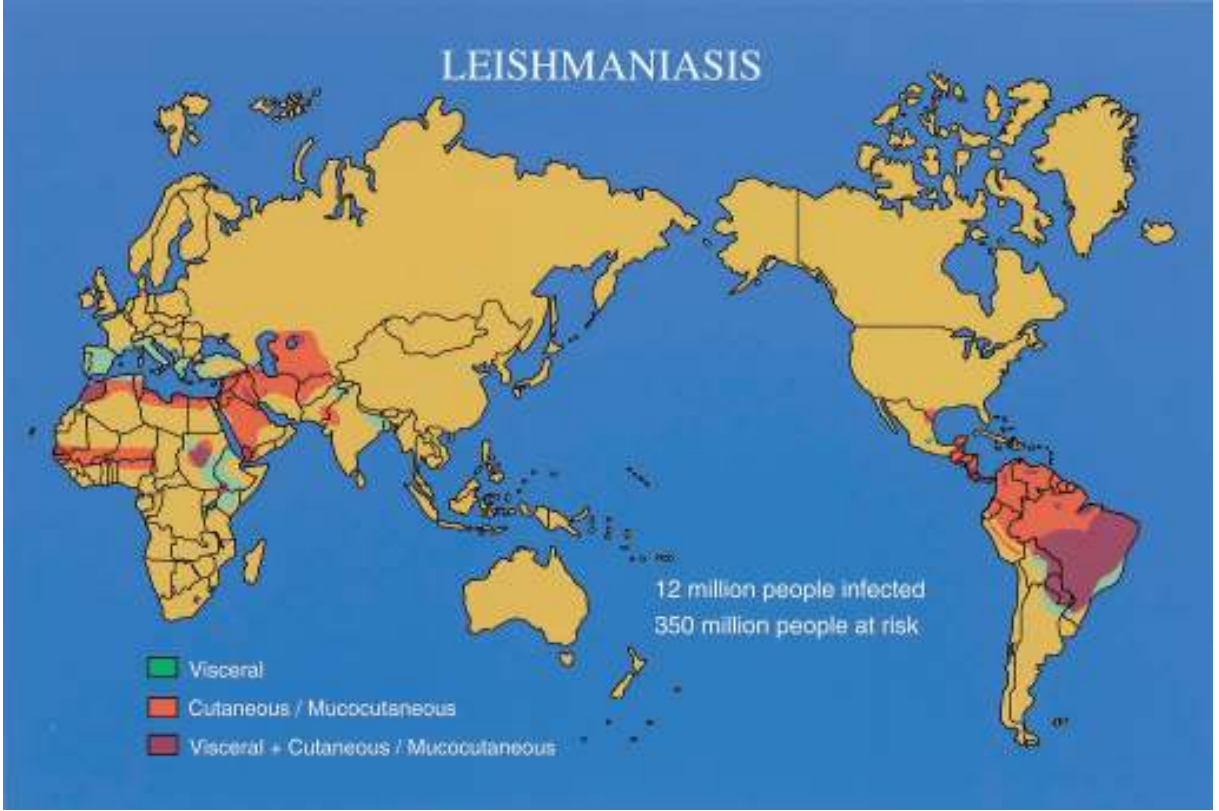 LEISHMANIASIS
12 million people infected
350 million people at risk
Visceral
Cutaneous / Mucocutaneous
Visceral + Cutaneous / Mucocutaneous